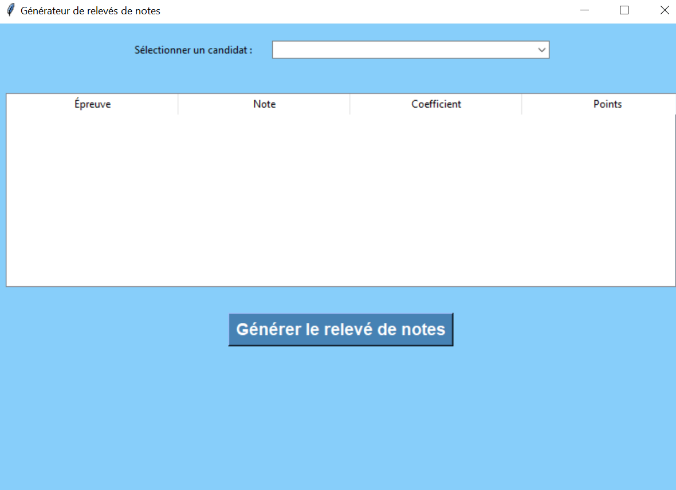 Générateur de relevés de notes
Sélectionner un candidat :
Épreuve Note Coefficient Points
Générer le relevé de notes